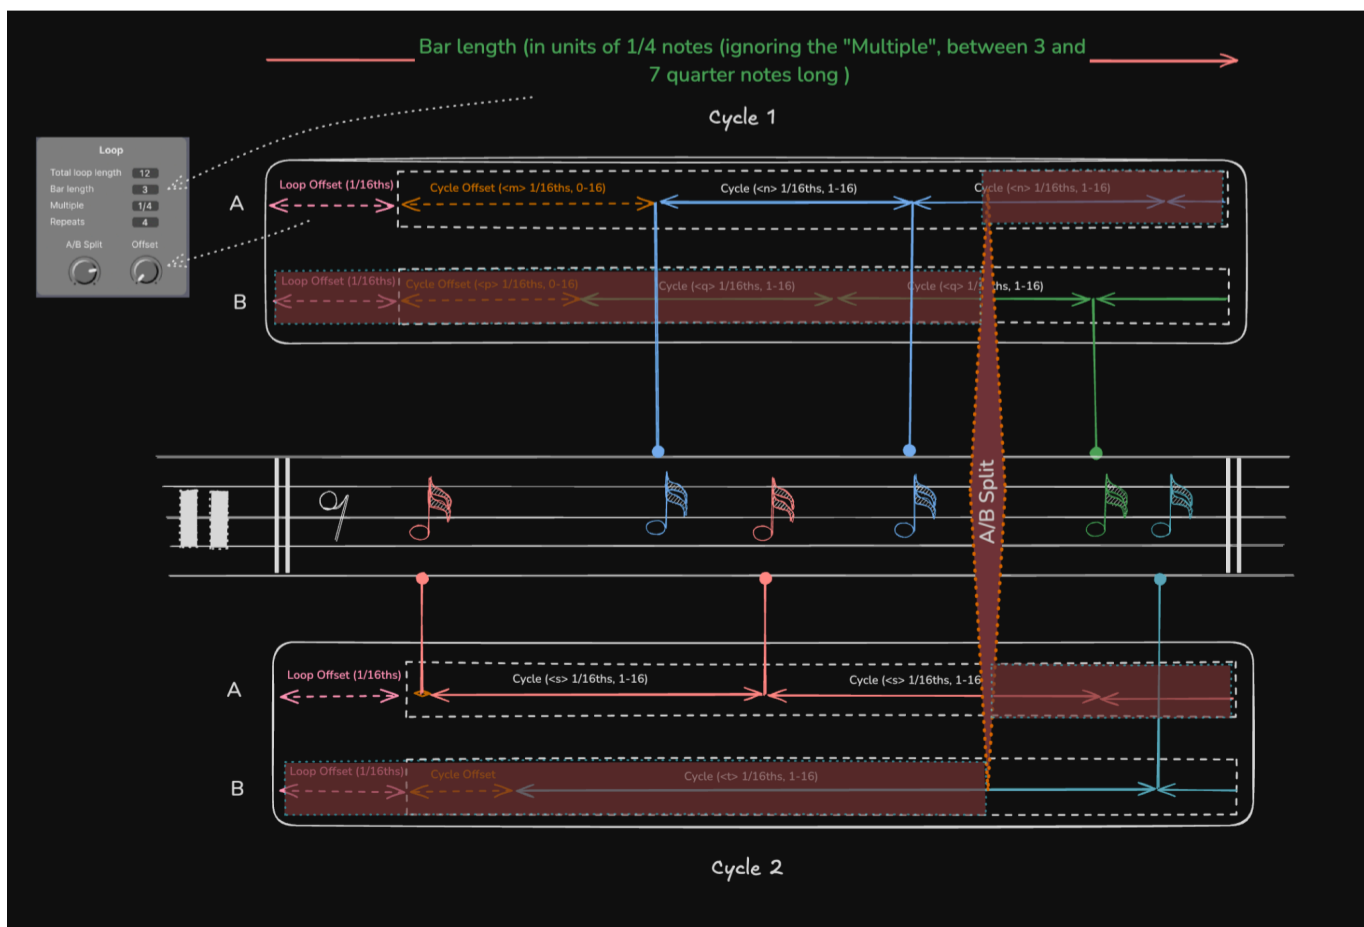 Bar length (in units of 1/4 notes (ignoring the "Multiple", between 3 and
7 quarter notes long )
Cycle 1
Loop
Total loop length 12
Bar length 3
Multiple 1/4
Repeats 4
A/B Split Offset
A
Loop Offset (1/16ths)
Cycle Offset (<m> 1/16ths, 0-16)
Cycle (<n> 1/16ths, 1-16)
Cycle (<n> 1/16ths, 1-16)
B
Loop Offset (1/16ths)
Cycle Offset (<p> 1/16ths, 0-16)
Cycle (<q> 1/16ths, 1-16)
Cycle (<q> 1/16ths, 1-16)
A/B Split
A
Loop Offset (1/16ths)
Cycle (<s> 1/16ths, 1-16)
Cycle (<s> 1/16ths, 1-16
B
Loop Offset (1/16ths)
Cycle Offset
Cycle (<t> 1/16ths, 1-16)
Cycle 2